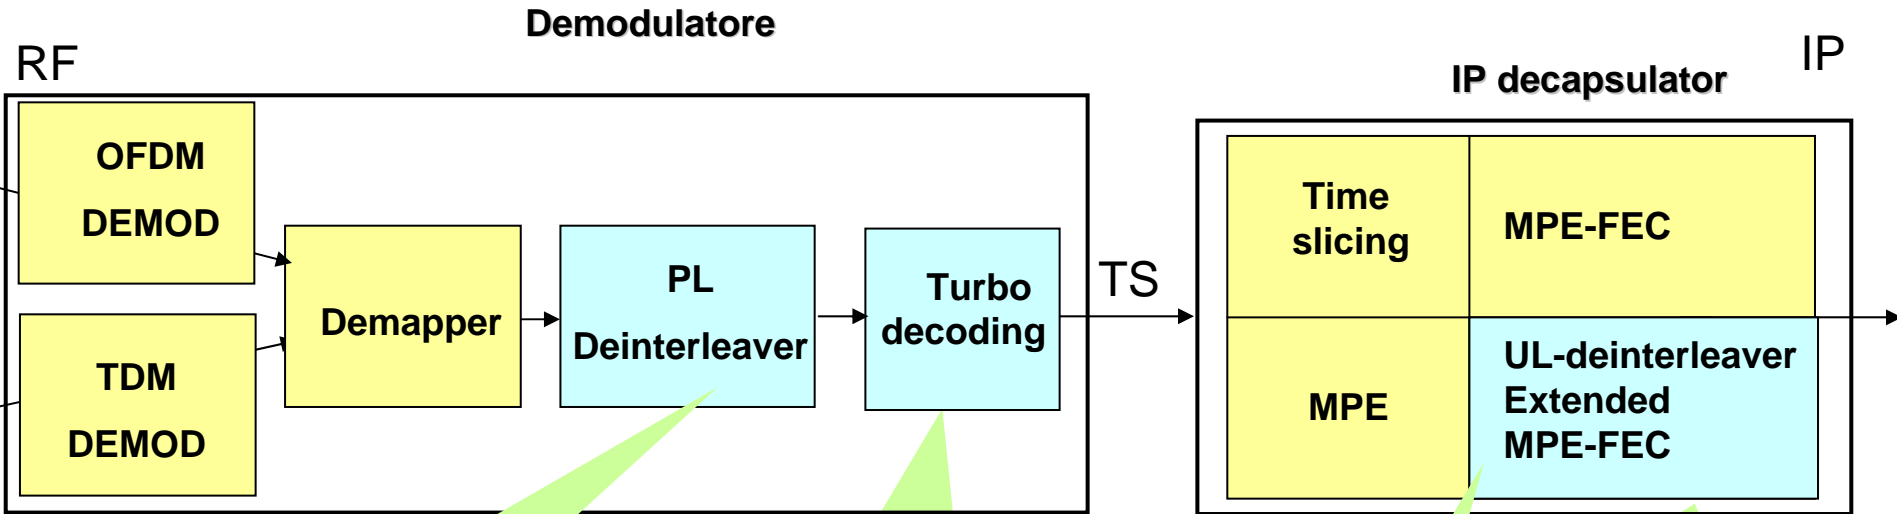 Demodulatore
RF
IP
IP decapsulator
OFDM
DEMOD
TDM
DEMOD
Demapper
PL
Deinterleaver
Turbo
decoding
TS
Time
slicing
MPE-FEC
MPE
UL-deinterleaver
Extended
MPE-FEC